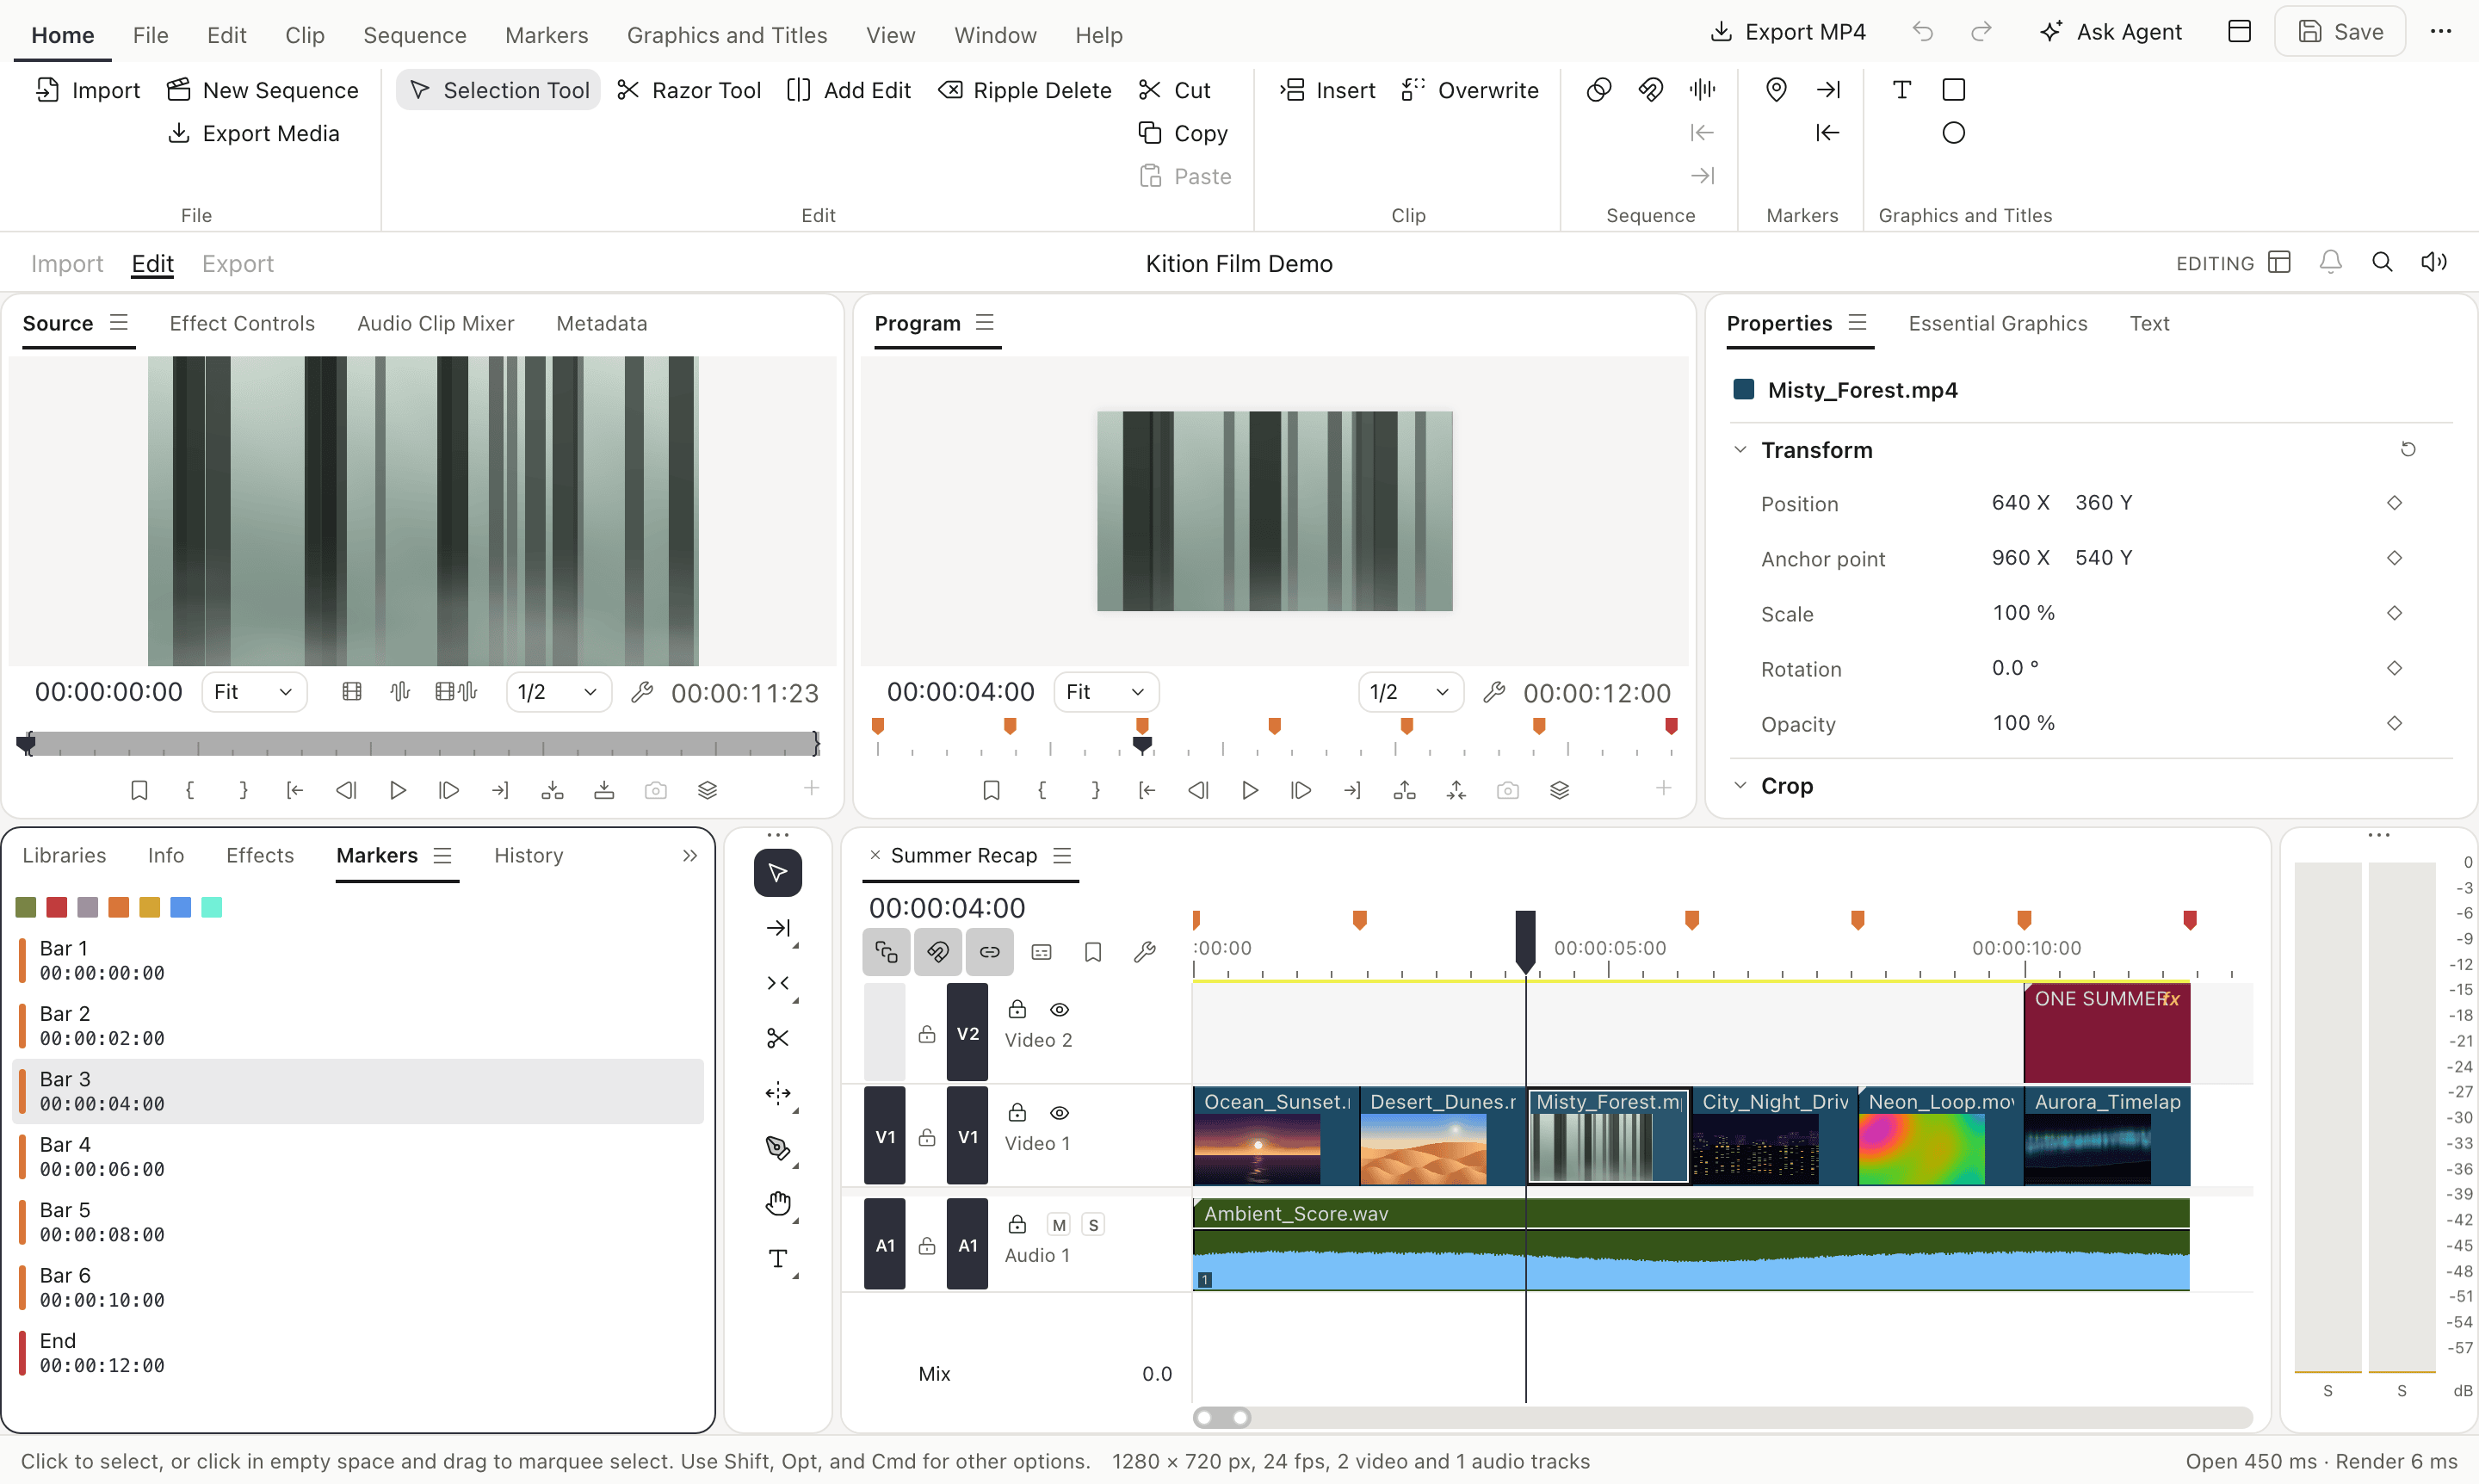 Home File Edit Clip Sequence Markers Graphics and Titles View Window Help Export MP4 Ask Agent Save
Import New Sequence Selection Tool Razor Tool Add Edit Ripple Delete Cut Insert Overwrite
Export Media Copy
Paste
File Edit Clip Sequence Markers Graphics and Titles
Import Edit Export Kition Film Demo EDITING
Source Effect Controls Audio Clip Mixer Metadata
Program
Properties Essential Graphics Text
Misty_Forest.mp4
Transform
Position 640 X 360 Y
Anchor point 960 X 540 Y
Scale 100 %
Rotation 0.0 °
Opacity 100 %
Crop
00:00:00:00 Fit 1/2 00:00:11:23
00:00:04:00 Fit 1/2 00:00:12:00
Libraries Info Effects Markers History
Bar 1
00:00:00:00
Bar 2
00:00:02:00
Bar 3
00:00:04:00
Bar 4
00:00:06:00
Bar 5
00:00:08:00
Bar 6
00:00:10:00
End
00:00:12:00
Summer Recap
00:00:04:00
:00:00 00:00:05:00 00:00:10:00
V2 Video 2 ONE SUMMER fx
V1 V1 Video 1
Ocean_Sunset. Desert_Dunes. Misty_Forest.m City_Night_Driv Neon_Loop.mov Aurora_Timelap
A1 A1 M S Audio 1
Ambient_Score.wav
1
Mix 0.0
0
-3
-6
-9
-12
-15
-18
-21
-24
-27
-30
-33
-36
-39
-42
-45
-48
-51
-54
-57
S S dB
Click to select, or click in empty space and drag to marquee select. Use Shift, Opt, and Cmd for other options. 1280 × 720 px, 24 fps, 2 video and 1 audio tracks Open 450 ms · Render 6 ms